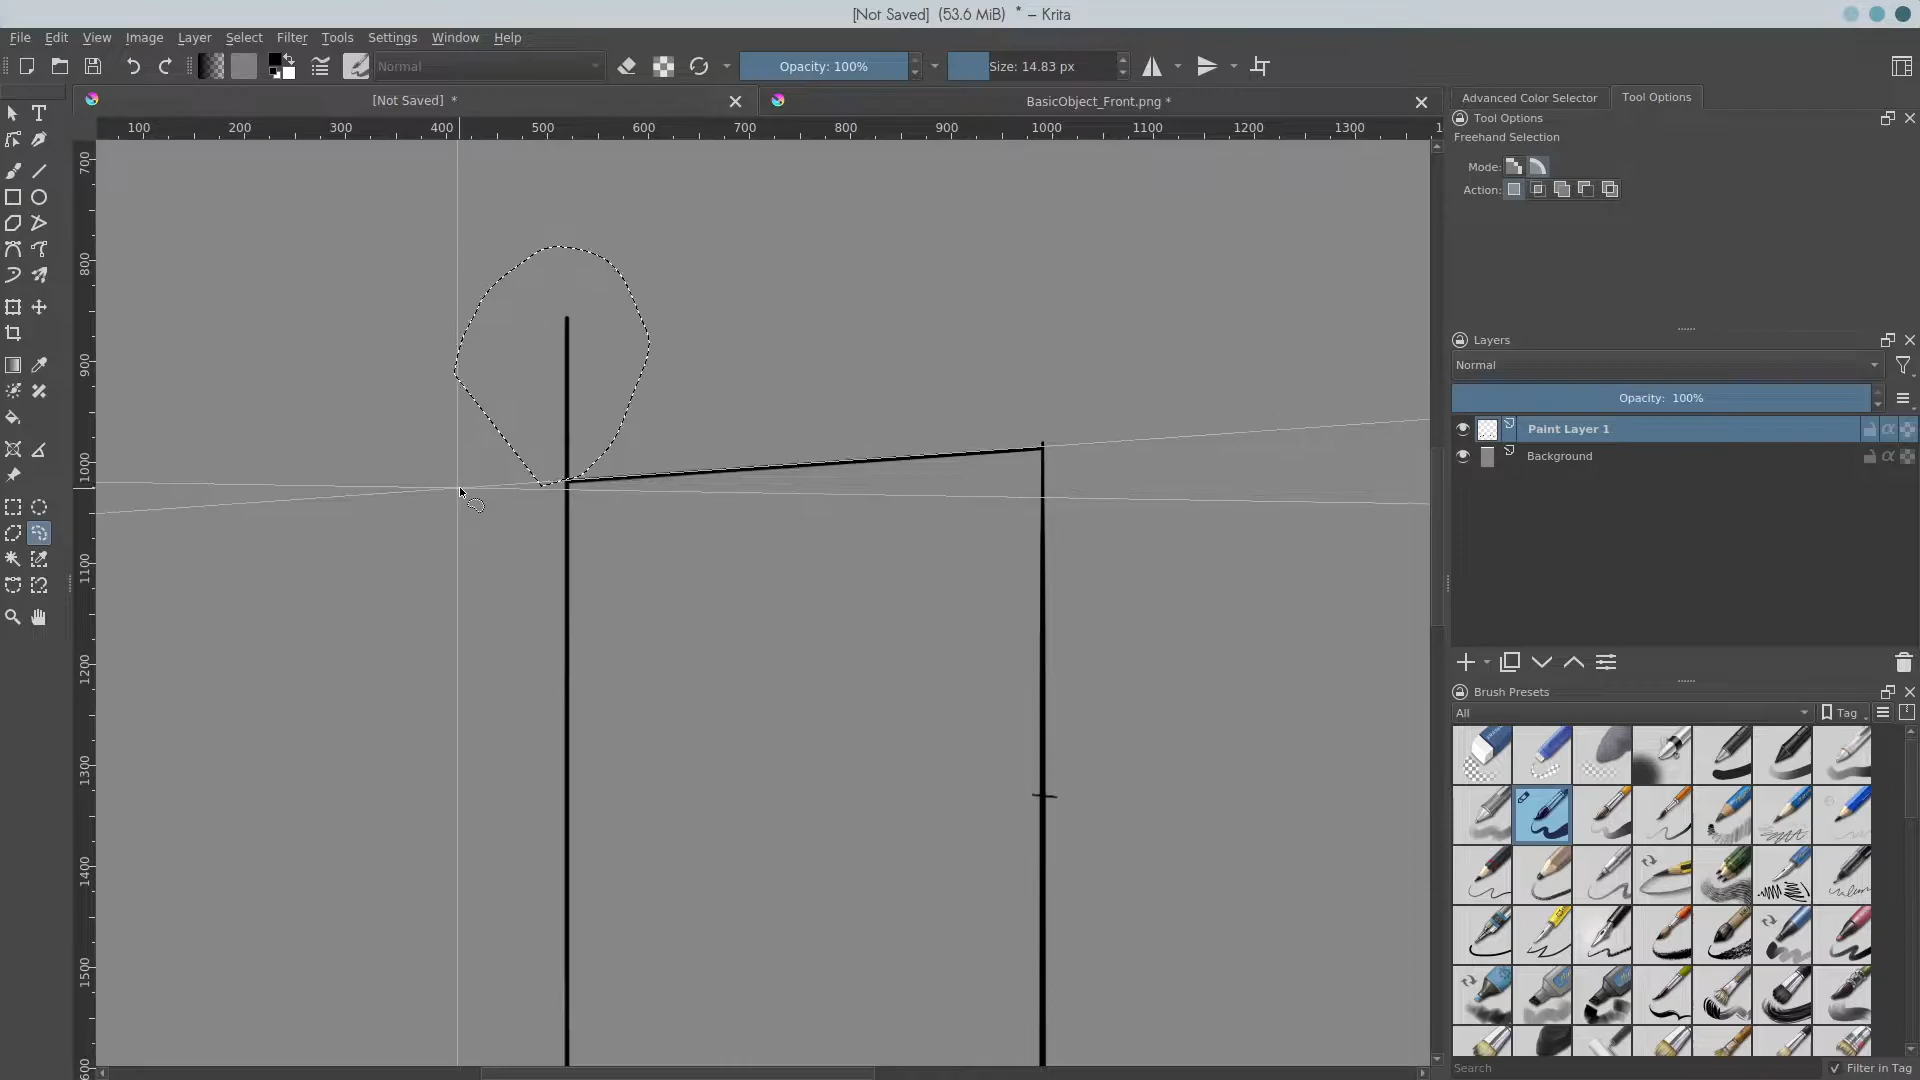 [Not Saved]  (53.6 MiB)  * – Krita
File Edit View Image Layer Select Filter Tools Settings Window Help
Normal Opacity: 100% Size: 14.83 px
[Not Saved] * BasicObject_Front.png * Advanced Color Selector Tool Options
100 200 300 400 500 600 700 800 900 1000 1100 1200 1300 1
Tool Options
Freehand Selection
Mode:
Action:
700
800
900
1000
1100
1200
1300
1400
1500
600
Layers
Normal
Opacity: 100%
Paint Layer 1
Background
Brush Presets
All Tag
Search Filter in Tag